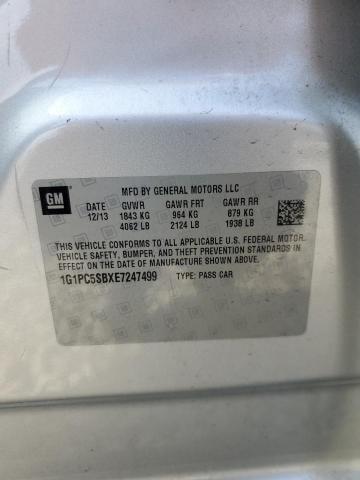 GM
MFD BY GENERAL MOTORS LLC
DATE GVWR GAWR FRT GAWR RR
12/13 1843 KG 964 KG 879 KG
4062 LB 2124 LB 1938 LB
THIS VEHICLE CONFORMS TO ALL APPLICABLE U.S. FEDERAL MOTOR
VEHICLE SAFETY, BUMPER, AND THEFT PREVENTION STANDARDS IN
EFFECT ON THE DATE OF MANUFACTURE SHOWN ABOVE.
1G1PC5SBXE7247499 TYPE: PASS CAR